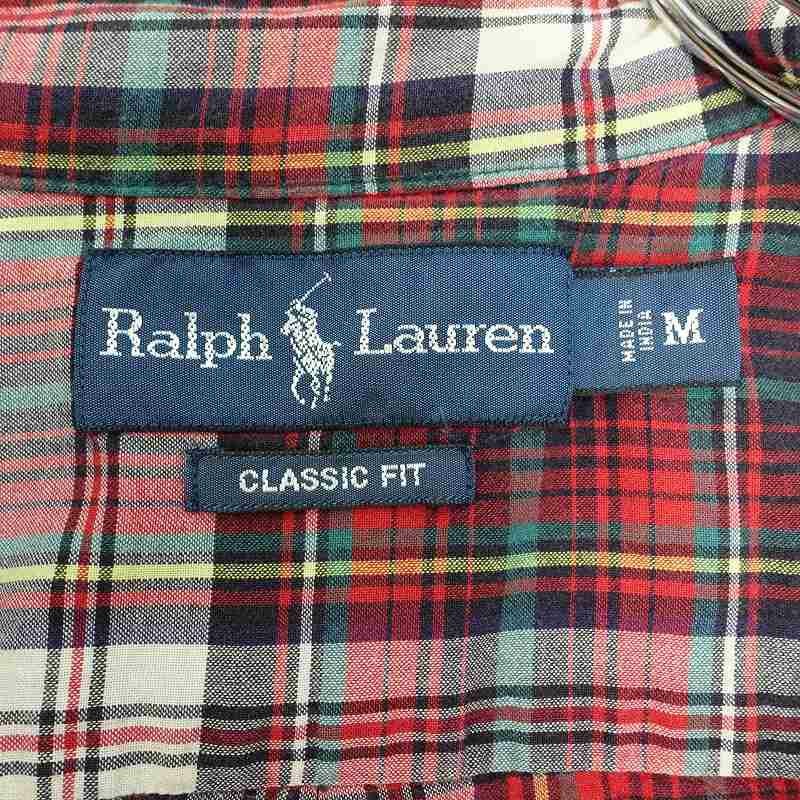 Ralph Lauren
MADE IN
INDIA
M
CLASSIC FIT